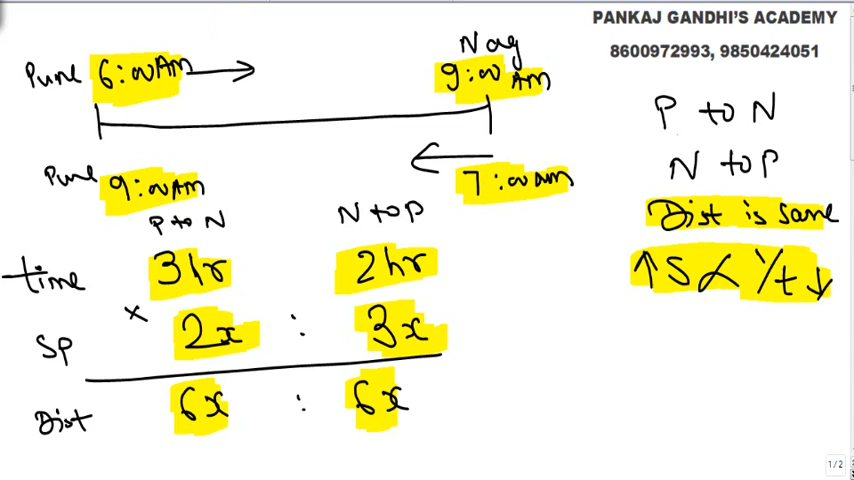 PANKAJ GANDHI'S ACADEMY
8600972993, 9850424051
Nag
Pune 6:00AM → 9:00 AM
P to N
N to P
Pune 9:00AM ← 7:00AM
P to N N to P
Dist is same
time 3hr 2hr
↑ S ∝ 1/t ↓
×
SP 2x : 3x
Dist 6x : 6x
1/2